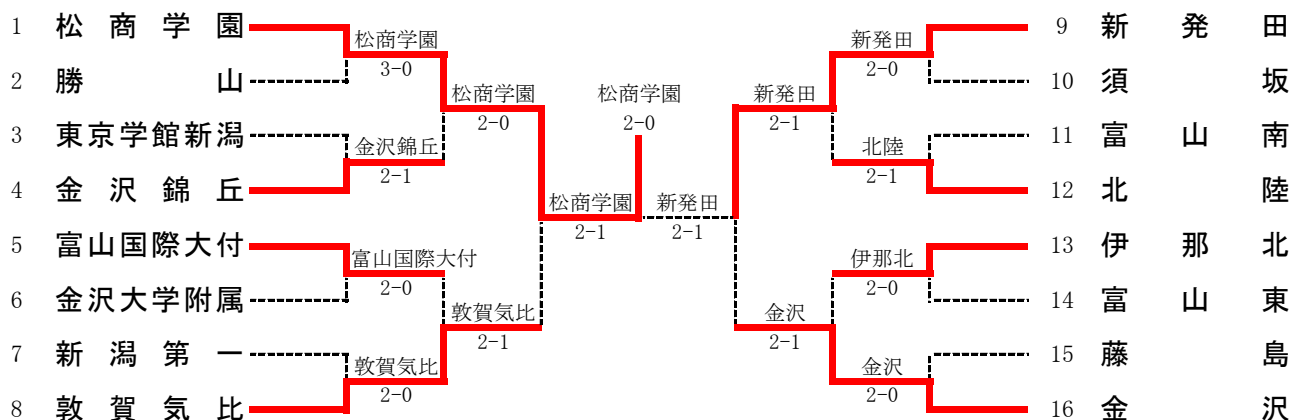 1 松商学園
2 勝山
3 東京学館新潟
4 金沢錦丘
5 富山国際大付
6 金沢大学附属
7 新潟第一
8 敦賀気比
松商学園
3-0
金沢錦丘
2-1
富山国際大付
2-0
敦賀気比
2-0
松商学園
2-0
敦賀気比
2-1
松商学園
2-1
松商学園
2-0
新発田
2-1
新発田
2-1
金沢
2-1
新発田
2-0
北陸
2-1
伊那北
2-0
金沢
2-0
9 新発田
10 須坂
11 富山南
12 北陸
13 伊那北
14 富山東
15 藤島
16 金沢